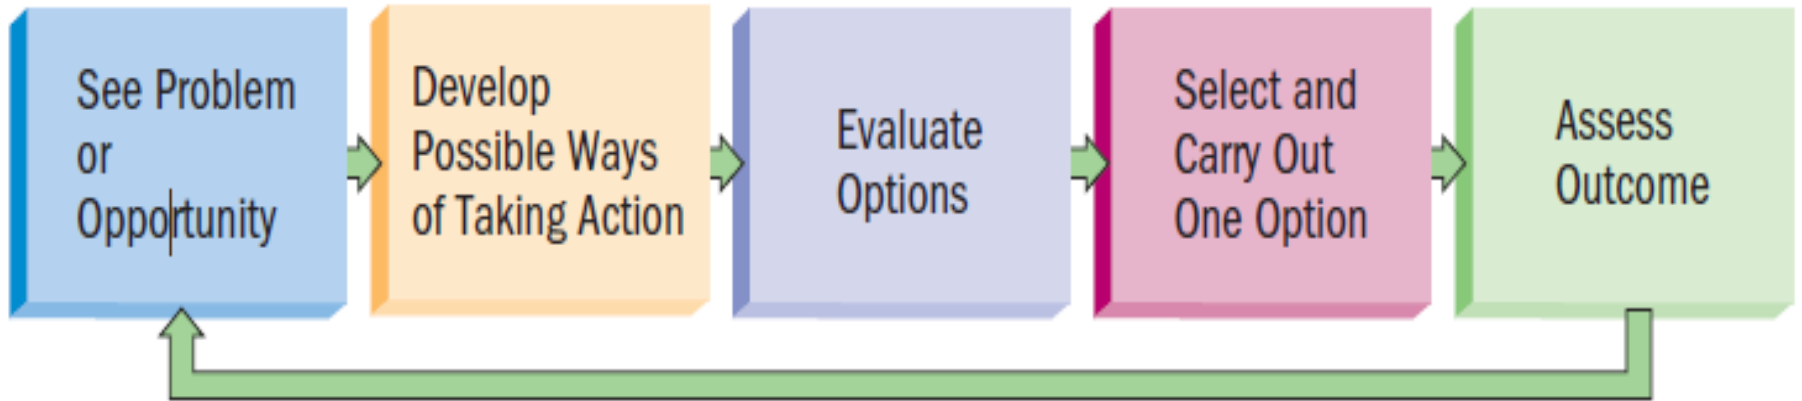 See Problem
or
Opportunity
Develop
Possible Ways
of Taking Action
Evaluate
Options
Select and
Carry Out
One Option
Assess
Outcome